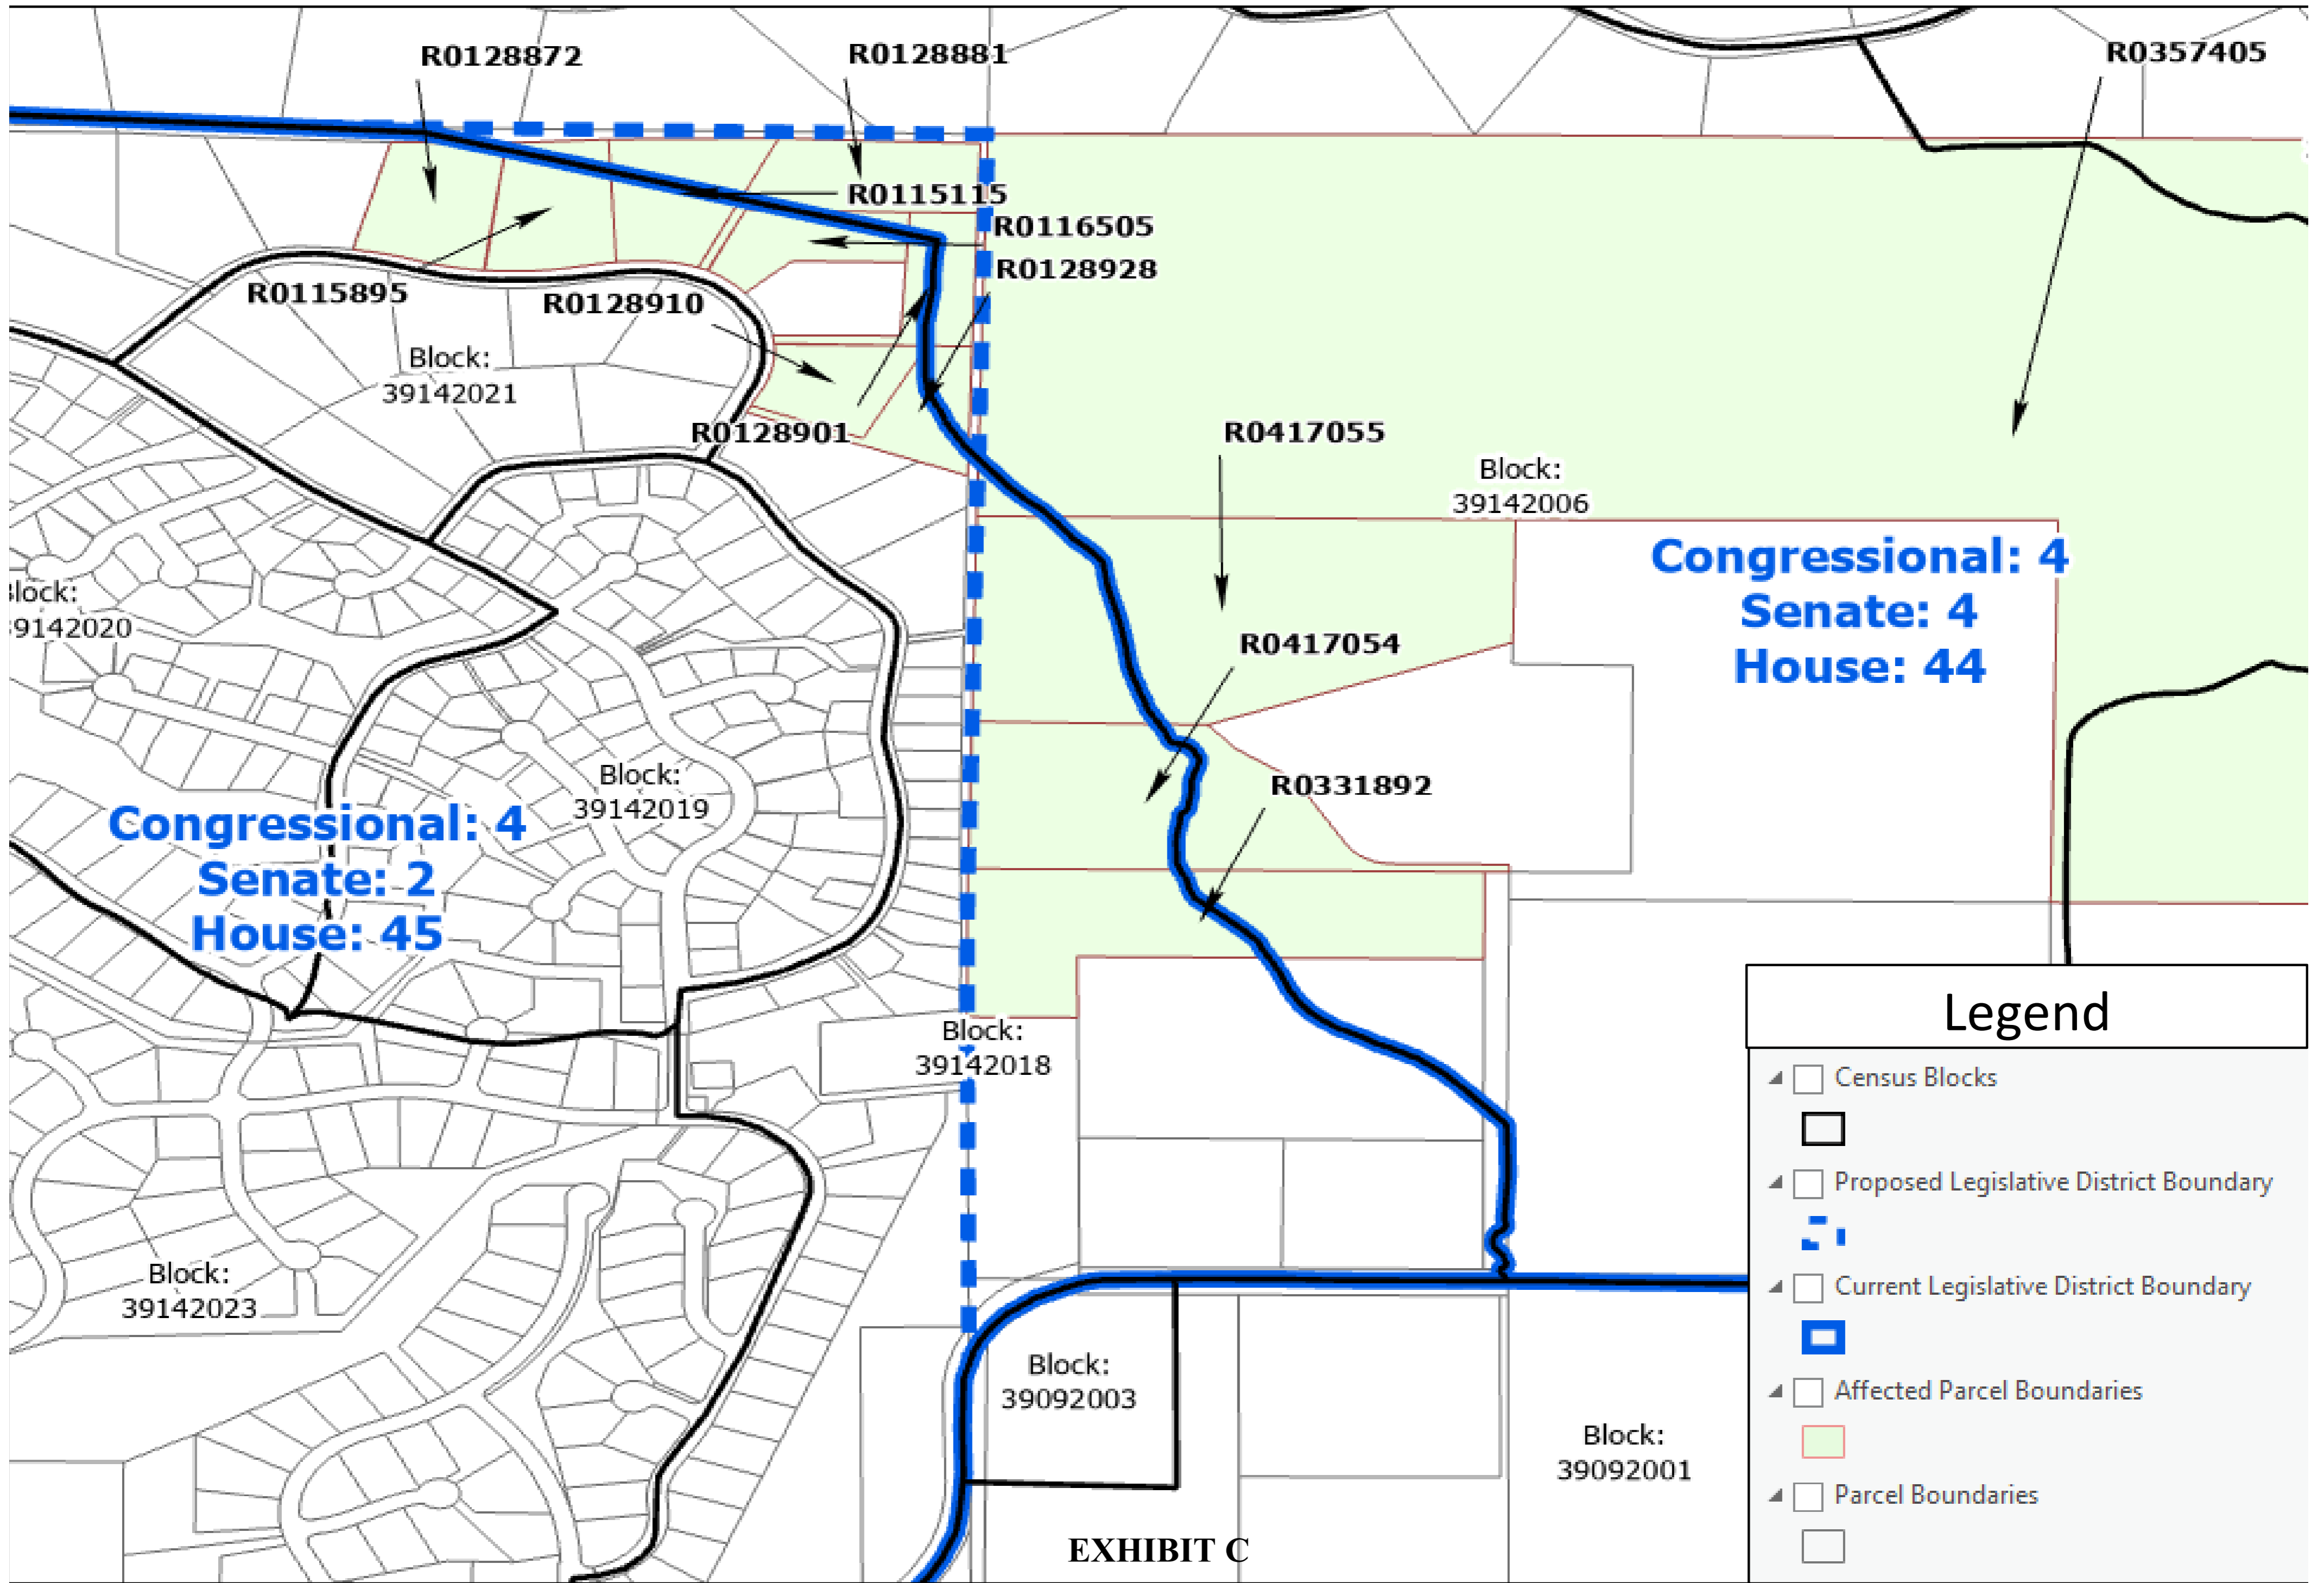 R0128872
R0128881
R0357405
R0115115
R0116505
R0128928
R0115895
R0128910
Block:
39142021
R0128901
R0417055
Block:
39142006
Congressional: 4
Senate: 4
House: 44
Block:
39142020
R0417054
Block:
39142019
R0331892
Congressional: 4
Senate: 2
House: 45
Block:
39142018
Legend
Census Blocks
Proposed Legislative District Boundary
Current Legislative District Boundary
Affected Parcel Boundaries
Parcel Boundaries
Block:
39142023
Block:
39092003
Block:
39092001
EXHIBIT C